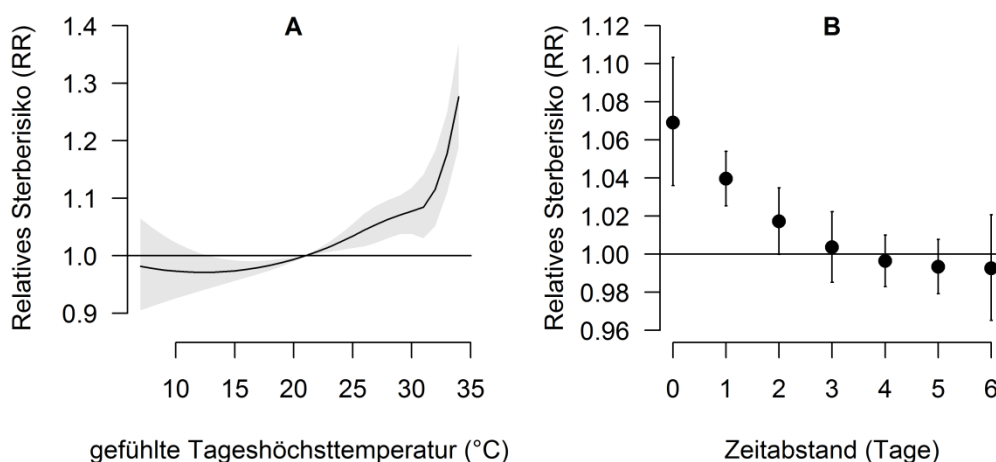 A
Relatives Sterberisiko (RR)
1.4
1.3
1.2
1.1
1.0
0.9
10 15 20 25 30 35
gefühlte Tageshöchsttemperatur (°C)
B
Relatives Sterberisiko (RR)
1.12
1.10
1.08
1.06
1.04
1.02
1.00
0.98
0.96
0 1 2 3 4 5 6
Zeitabstand (Tage)